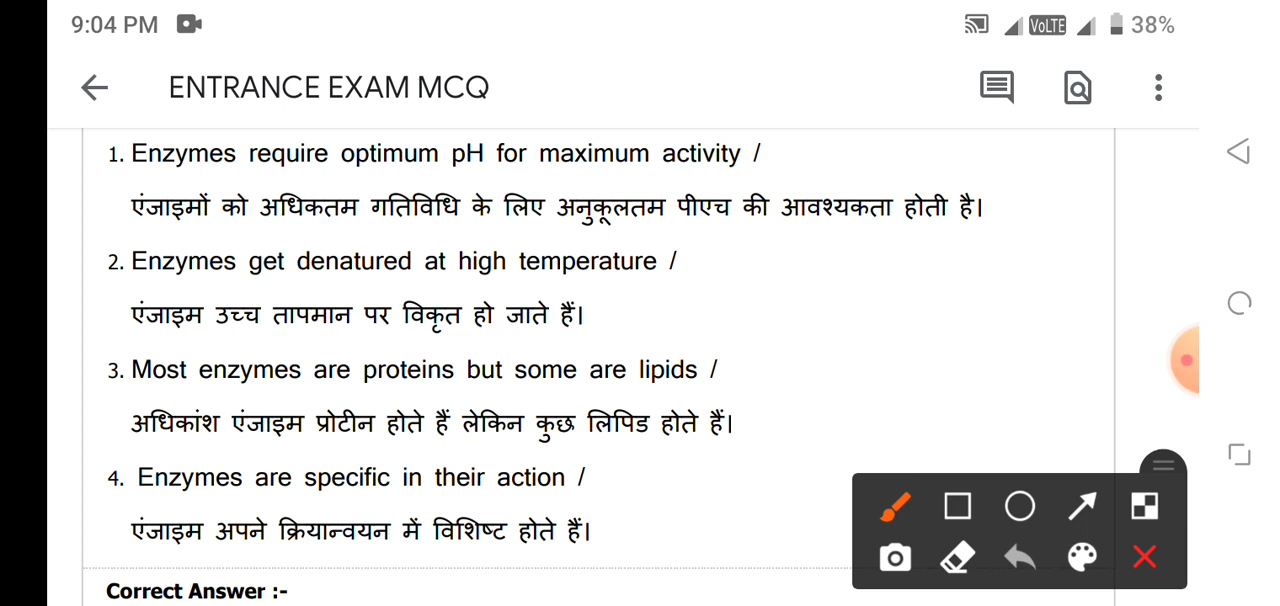 9:04 PM VoLTE 38%
ENTRANCE EXAM MCQ
1. Enzymes require optimum pH for maximum activity /
एंजाइमों को अधिकतम गतिविधि के लिए अनुकूलतम पीएच की आवश्यकता होती है।
2. Enzymes get denatured at high temperature /
एंजाइम उच्च तापमान पर विकृत हो जाते हैं।
3. Most enzymes are proteins but some are lipids /
अधिकांश एंजाइम प्रोटीन होते हैं लेकिन कुछ लिपिड होते हैं।
4. Enzymes are specific in their action /
एंजाइम अपने क्रियान्वयन में विशिष्ट होते हैं।
Correct Answer :-